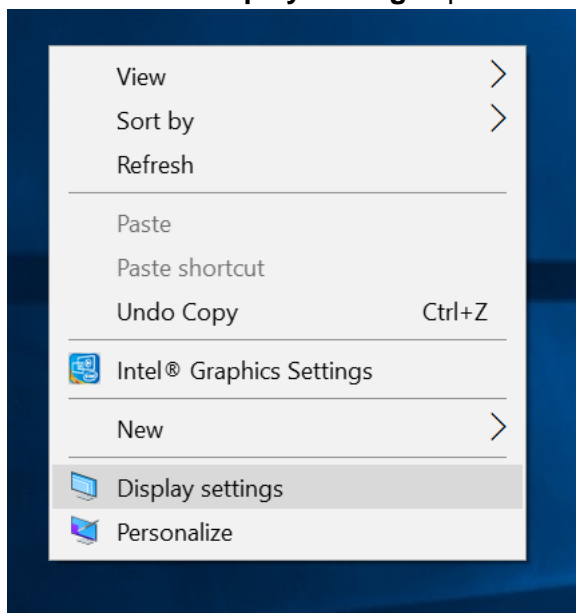 View
Sort by
Refresh
Paste
Paste shortcut
Undo Copy Ctrl+Z
Intel® Graphics Settings
New
Display settings
Personalize